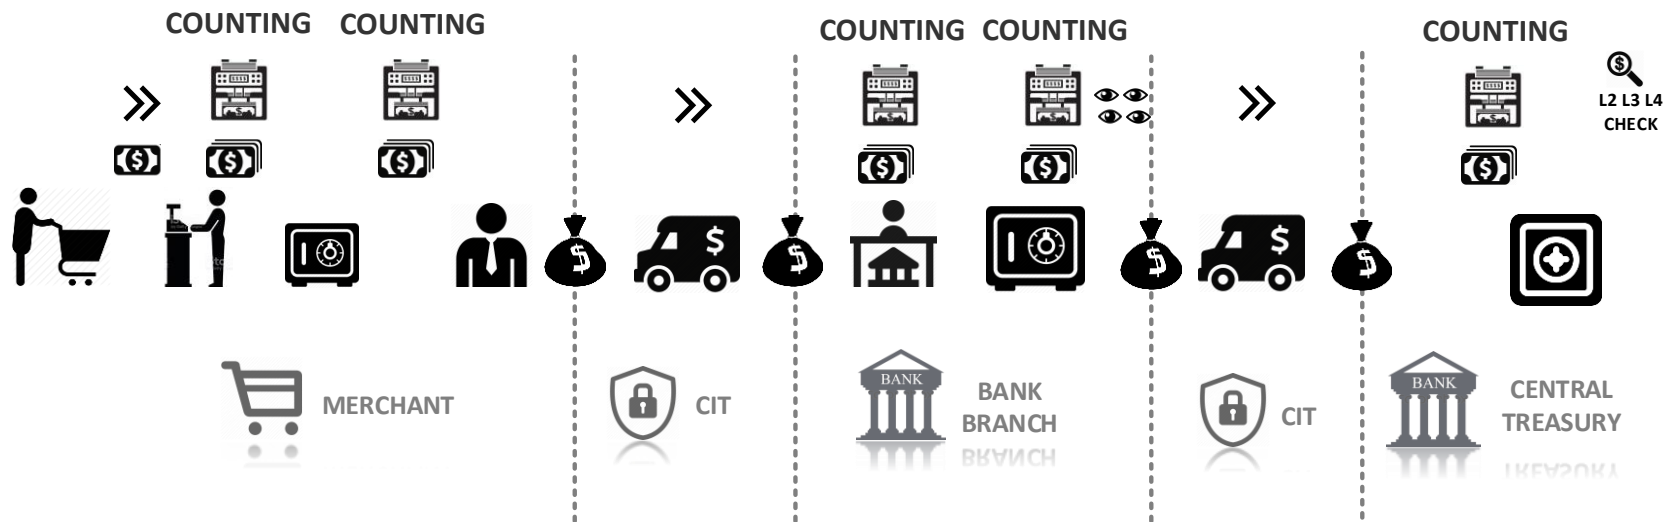 COUNTING COUNTING COUNTING COUNTING COUNTING
L2 L3 L4
CHECK
MERCHANT
CIT
BANK
BANK
BRANCH
CIT
BANK
CENTRAL
TREASURY